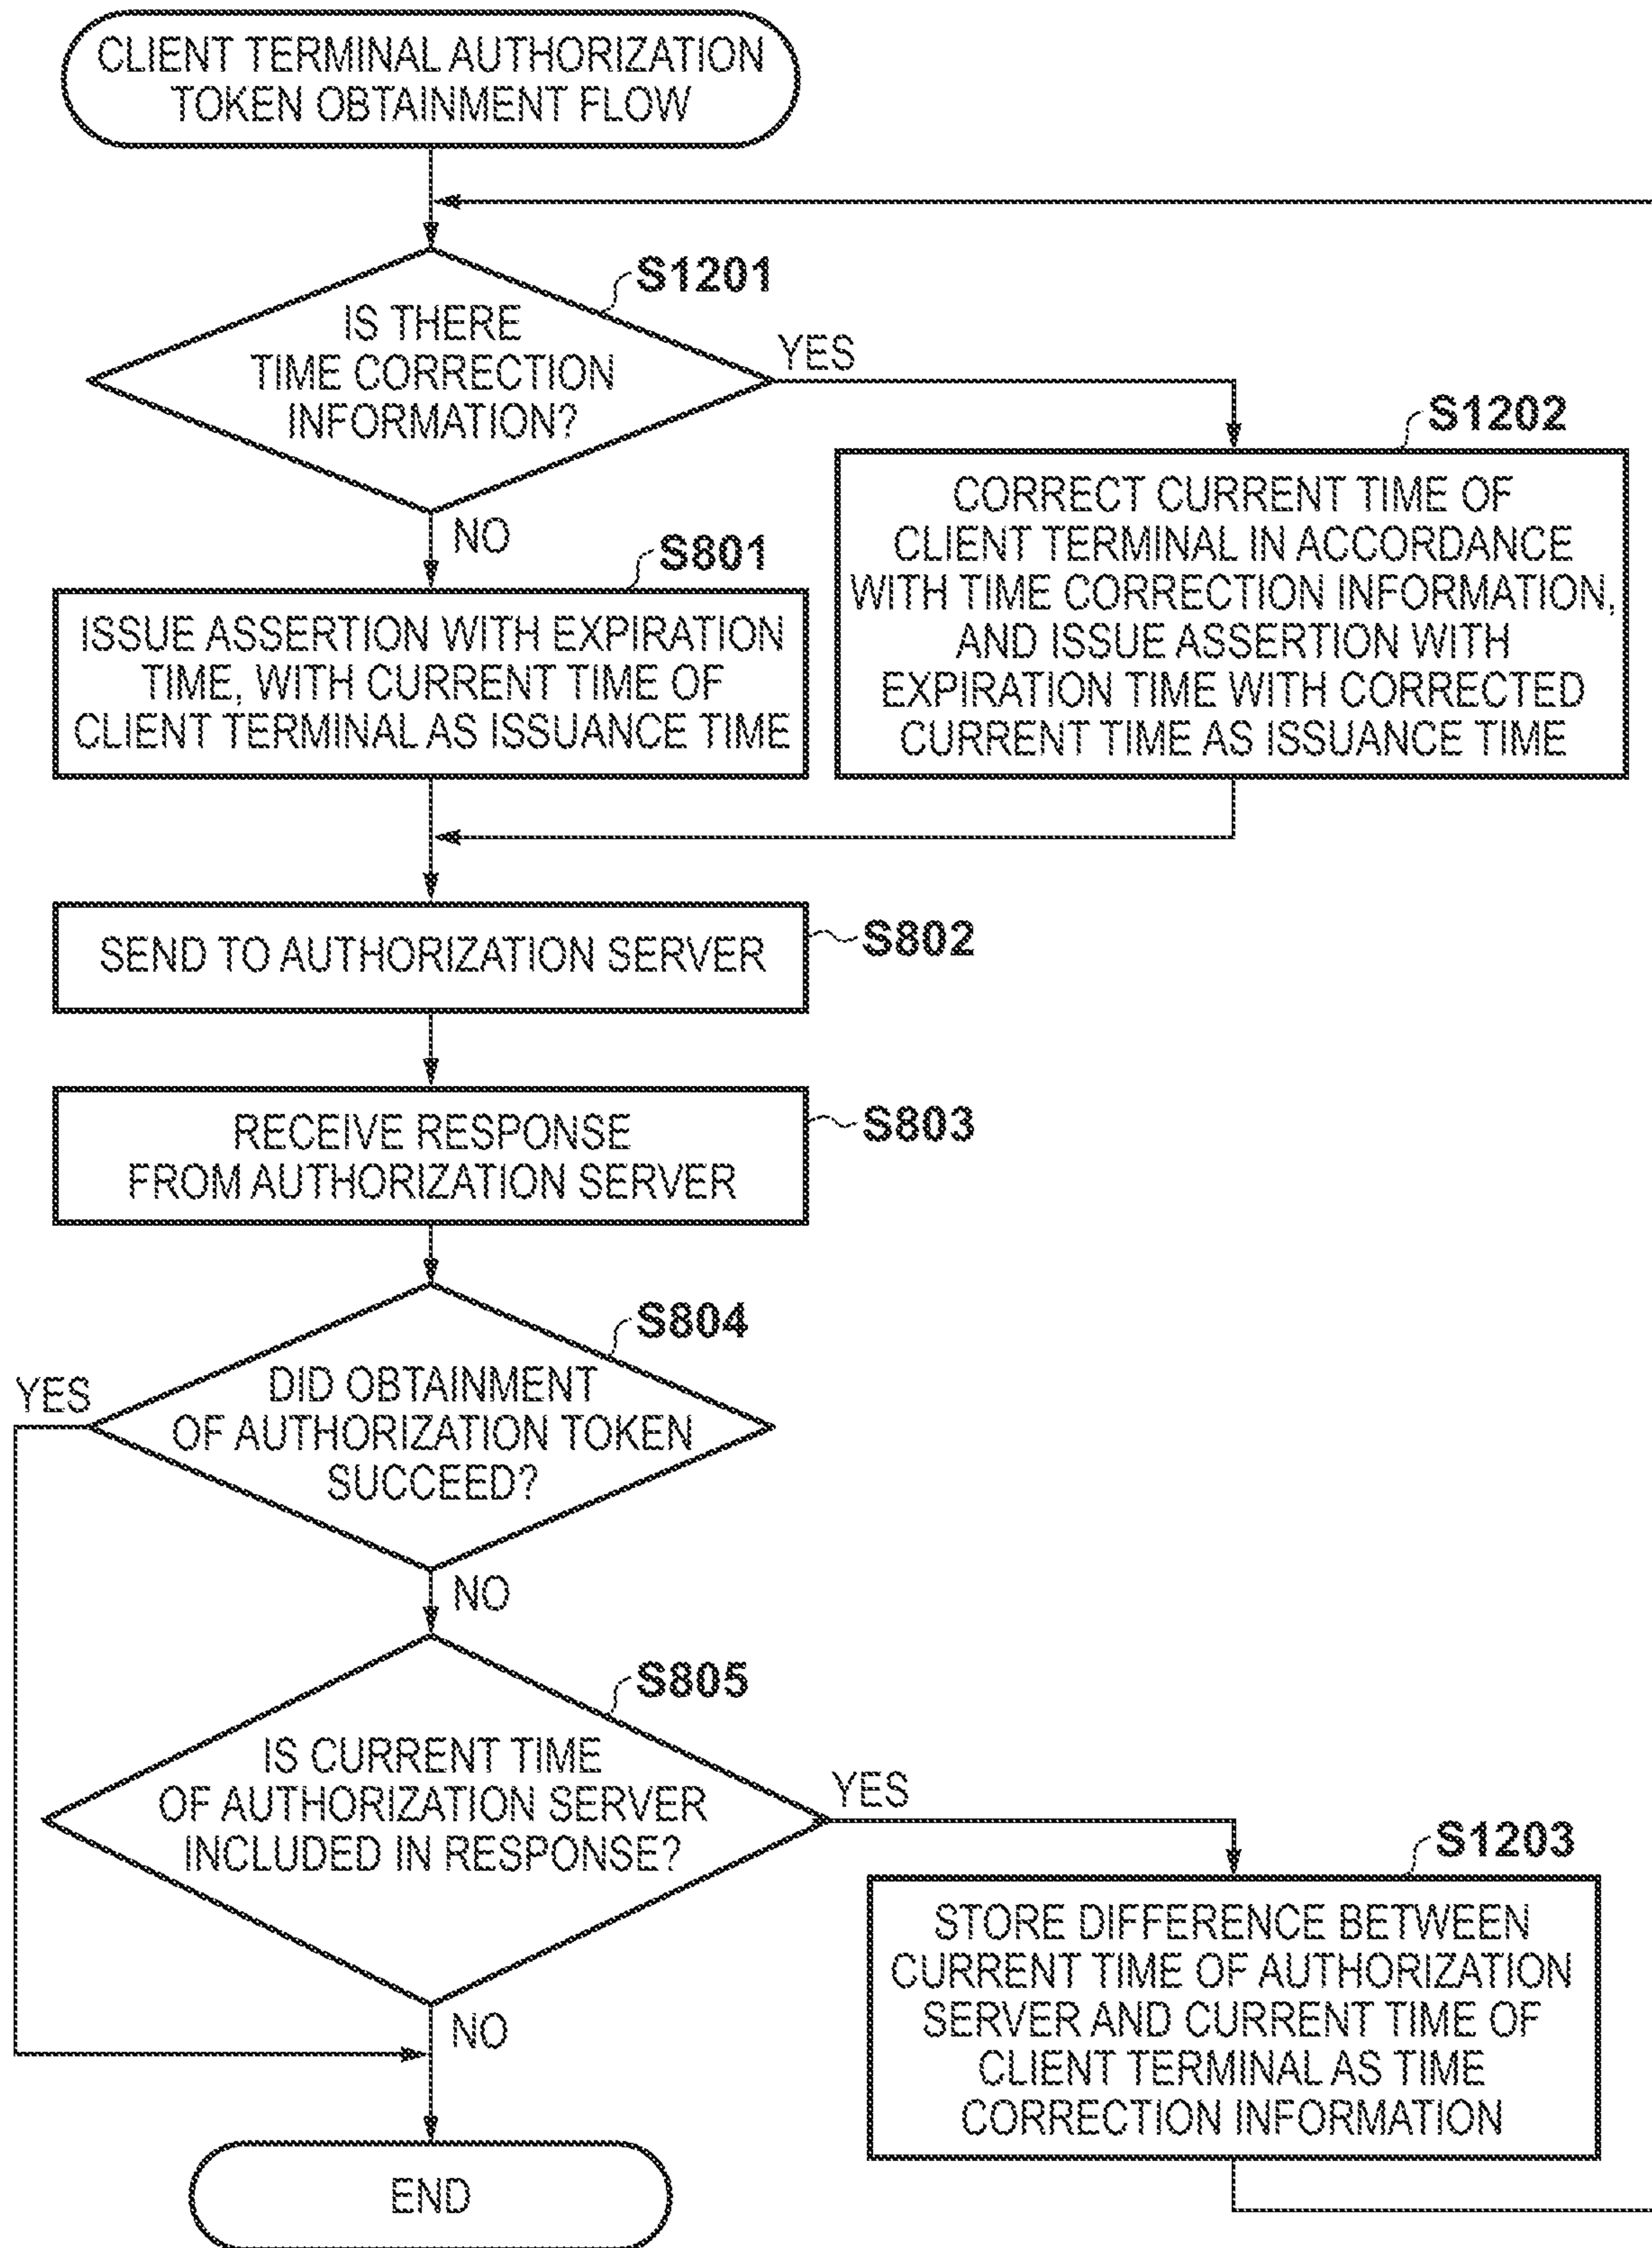 CLIENT TERMINAL AUTHORIZATION
TOKEN OBTAINMENT FLOW
S1201
IS THERE
TIME CORRECTION
INFORMATION?
YES
NO
S1202
CORRECT CURRENT TIME OF
CLIENT TERMINAL IN ACCORDANCE
WITH TIME CORRECTION INFORMATION,
AND ISSUE ASSERTION WITH
EXPIRATION TIME WITH CORRECTED
CURRENT TIME AS ISSUANCE TIME
S801
ISSUE ASSERTION WITH EXPIRATION
TIME, WITH CURRENT TIME OF
CLIENT TERMINAL AS ISSUANCE TIME
SEND TO AUTHORIZATION SERVER
S802
RECEIVE RESPONSE
FROM AUTHORIZATION SERVER
S803
S804
YES
DID OBTAINMENT
OF AUTHORIZATION TOKEN
SUCCEED?
NO
S805
IS CURRENT TIME
OF AUTHORIZATION SERVER
INCLUDED IN RESPONSE?
YES
NO
S1203
STORE DIFFERENCE BETWEEN
CURRENT TIME OF AUTHORIZATION
SERVER AND CURRENT TIME OF
CLIENT TERMINAL AS TIME
CORRECTION INFORMATION
END